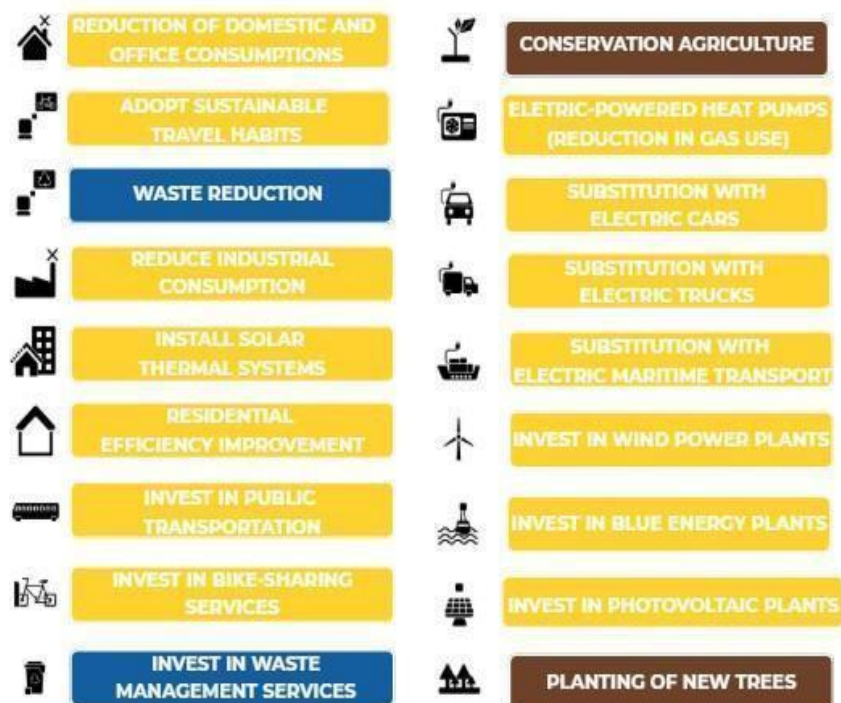 REDUCTION OF DOMESTIC AND
OFFICE CONSUMPTIONS
ADOPT SUSTAINABLE
TRAVEL HABITS
WASTE REDUCTION
REDUCE INDUSTRIAL
CONSUMPTION
INSTALL SOLAR
THERMAL SYSTEMS
RESIDENTIAL
EFFICIENCY IMPROVEMENT
INVEST IN PUBLIC
TRANSPORTATION
INVEST IN BIKE-SHARING
SERVICES
INVEST IN WASTE
MANAGEMENT SERVICES
CONSERVATION AGRICULTURE
ELETRIC-POWERED HEAT PUMPS
(REDUCTION IN GAS USE)
SUBSTITUTION WITH
ELECTRIC CARS
SUBSTITUTION WITH
ELECTRIC TRUCKS
SUBSTITUTION WITH
ELECTRIC MARITIME TRANSPORT
INVEST IN WIND POWER PLANTS
INVEST IN BLUE ENERGY PLANTS
INVEST IN PHOTOVOLTAIC PLANTS
PLANTING OF NEW TREES